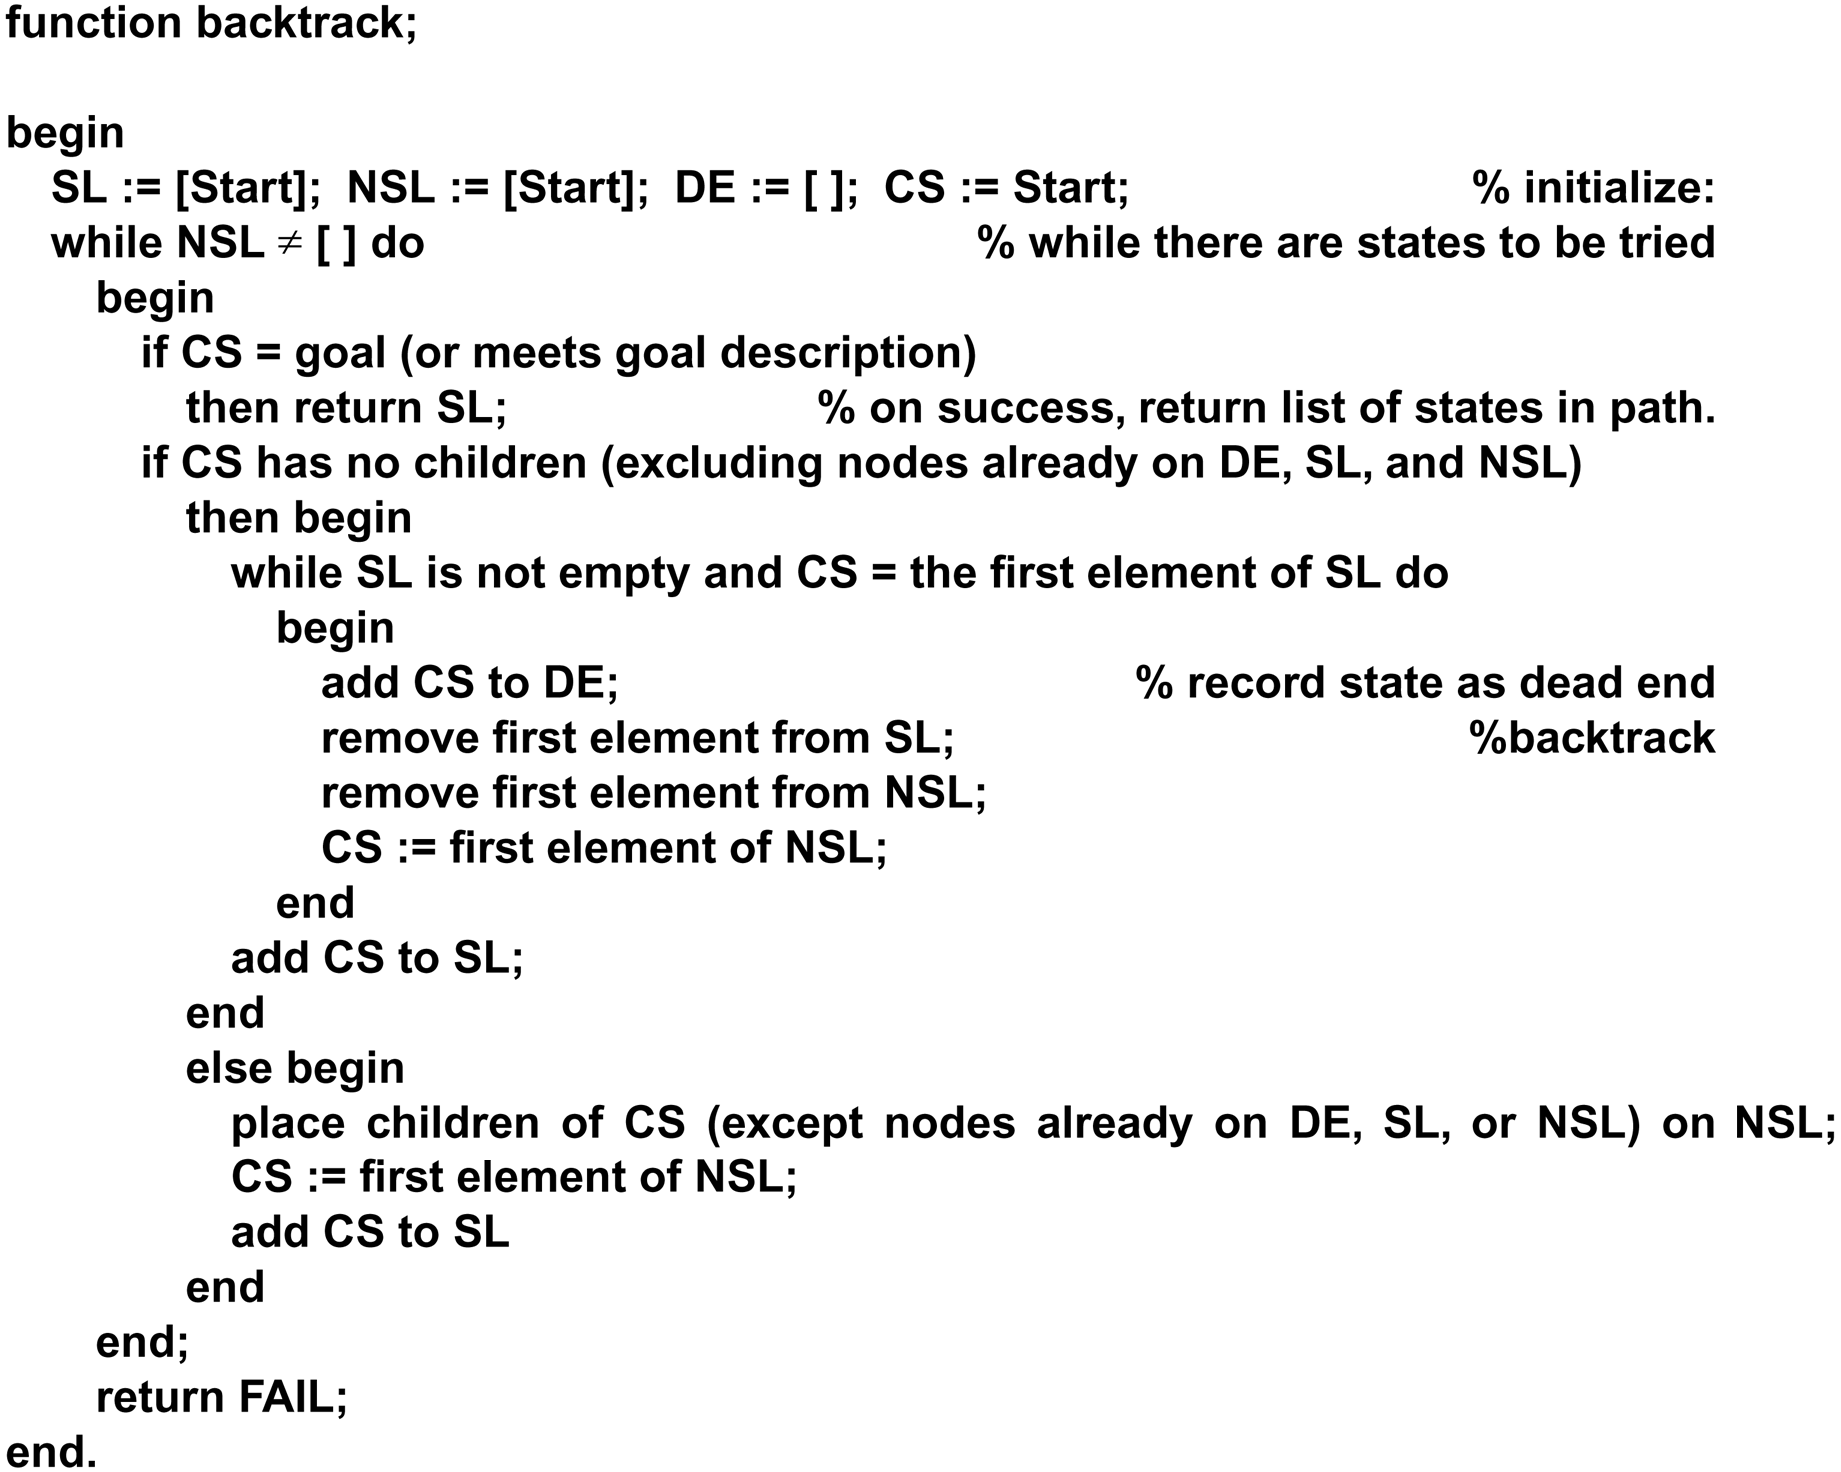 function backtrack;
begin
SL := [Start]; NSL := [Start]; DE := [ ]; CS := Start; % initialize:
while NSL ≠ [ ] do % while there are states to be tried
begin
if CS = goal (or meets goal description)
then return SL; % on success, return list of states in path.
if CS has no children (excluding nodes already on DE, SL, and NSL)
then begin
while SL is not empty and CS = the first element of SL do
begin
add CS to DE; % record state as dead end
remove first element from SL; %backtrack
remove first element from NSL;
CS := first element of NSL;
end
add CS to SL;
end
else begin
place children of CS (except nodes already on DE, SL, or NSL) on NSL;
CS := first element of NSL;
add CS to SL
end
end;
return FAIL;
end.